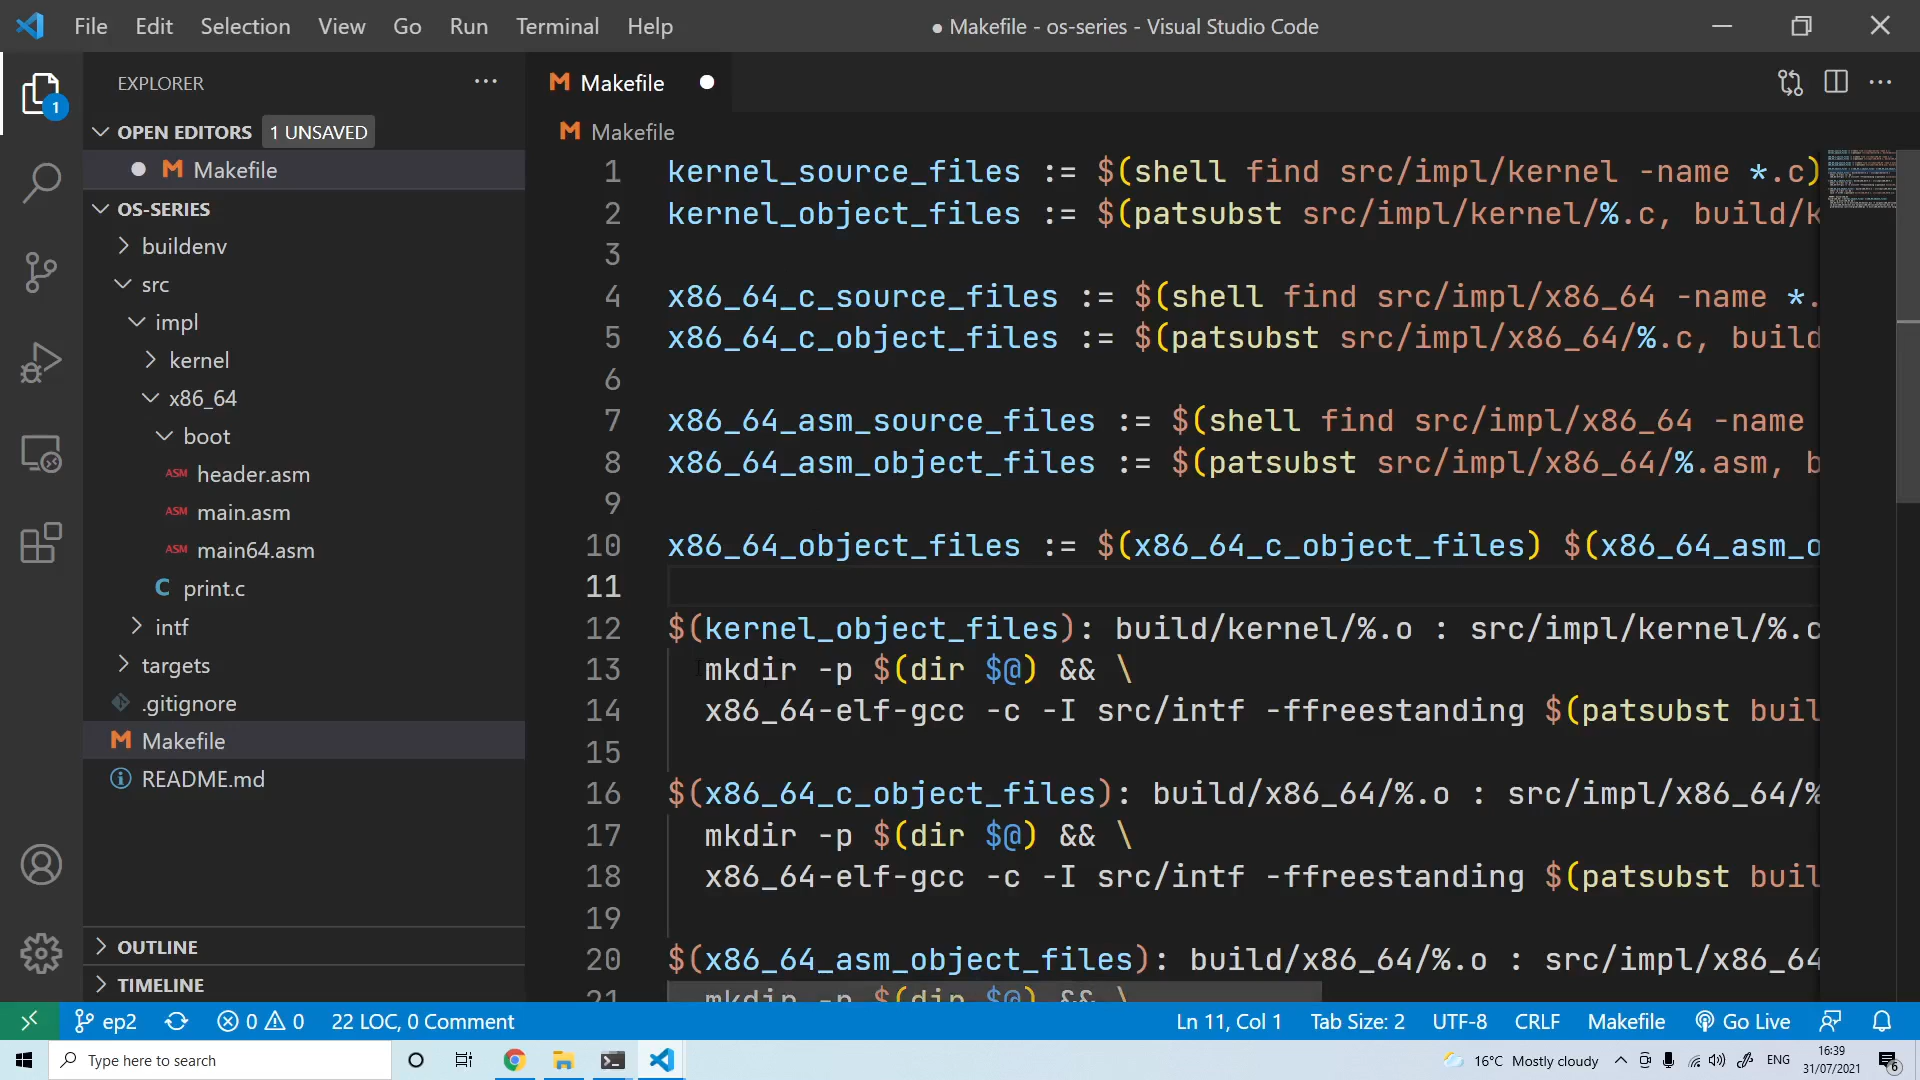 File Edit Selection View Go Run Terminal Help
● Makefile - os-series - Visual Studio Code
EXPLORER
OPEN EDITORS 1 UNSAVED
Makefile
OS-SERIES
buildenv
src
impl
kernel
x86_64
boot
ASM header.asm
ASM main.asm
ASM main64.asm
C print.c
intf
targets
.gitignore
M Makefile
README.md
OUTLINE
TIMELINE
1
M Makefile
M Makefile
1 kernel_source_files := $(shell find src/impl/kernel -name *.c)
2 kernel_object_files := $(patsubst src/impl/kernel/%.c, build/k
3
4 x86_64_c_source_files := $(shell find src/impl/x86_64 -name *.
5 x86_64_c_object_files := $(patsubst src/impl/x86_64/%.c, build
6
7 x86_64_asm_source_files := $(shell find src/impl/x86_64 -name
8 x86_64_asm_object_files := $(patsubst src/impl/x86_64/%.asm, b
9
10 x86_64_object_files := $(x86_64_c_object_files) $(x86_64_asm_o
11
12 $(kernel_object_files): build/kernel/%.o : src/impl/kernel/%.c
13 mkdir -p $(dir $@) && \
14 x86_64-elf-gcc -c -I src/intf -ffreestanding $(patsubst buil
15
16 $(x86_64_c_object_files): build/x86_64/%.o : src/impl/x86_64/%
17 mkdir -p $(dir $@) && \
18 x86_64-elf-gcc -c -I src/intf -ffreestanding $(patsubst buil
19
20 $(x86_64_asm_object_files): build/x86_64/%.o : src/impl/x86_64
21 mkdir -p $(dir $@) && \
ep2 0 0 22 LOC, 0 Comment Ln 11, Col 1 Tab Size: 2 UTF-8 CRLF Makefile Go Live
Type here to search
16°C Mostly cloudy ENG
16:39
31/07/2021
6